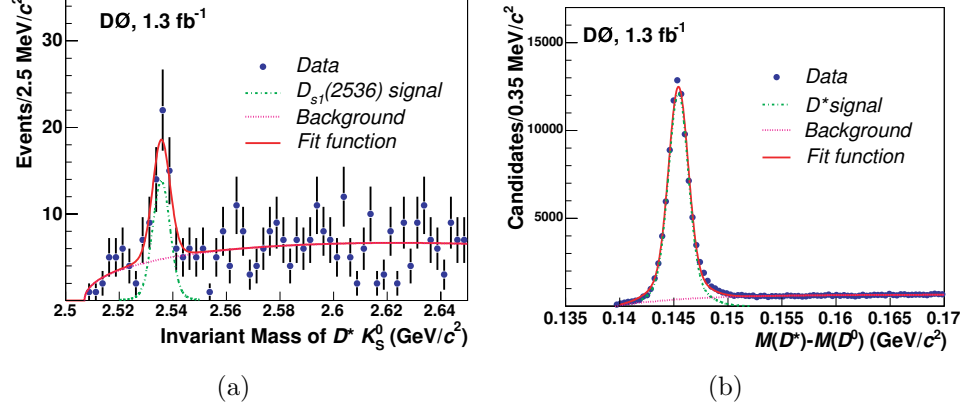 DØ, 1.3 fb⁻¹
Events/2.5 MeV/c²
30
20
10
Data
D_s1(2536) signal
Background
Fit function
2.5 2.52 2.54 2.56 2.58 2.6 2.62 2.64
Invariant Mass of D* K⁰_S (GeV/c²)
(a)
DØ, 1.3 fb⁻¹
Candidates/0.35 MeV/c²
15000
10000
5000
Data
D* signal
Background
Fit function
0.135 0.14 0.145 0.15 0.155 0.16 0.165 0.17
M(D*)-M(D⁰) (GeV/c²)
(b)